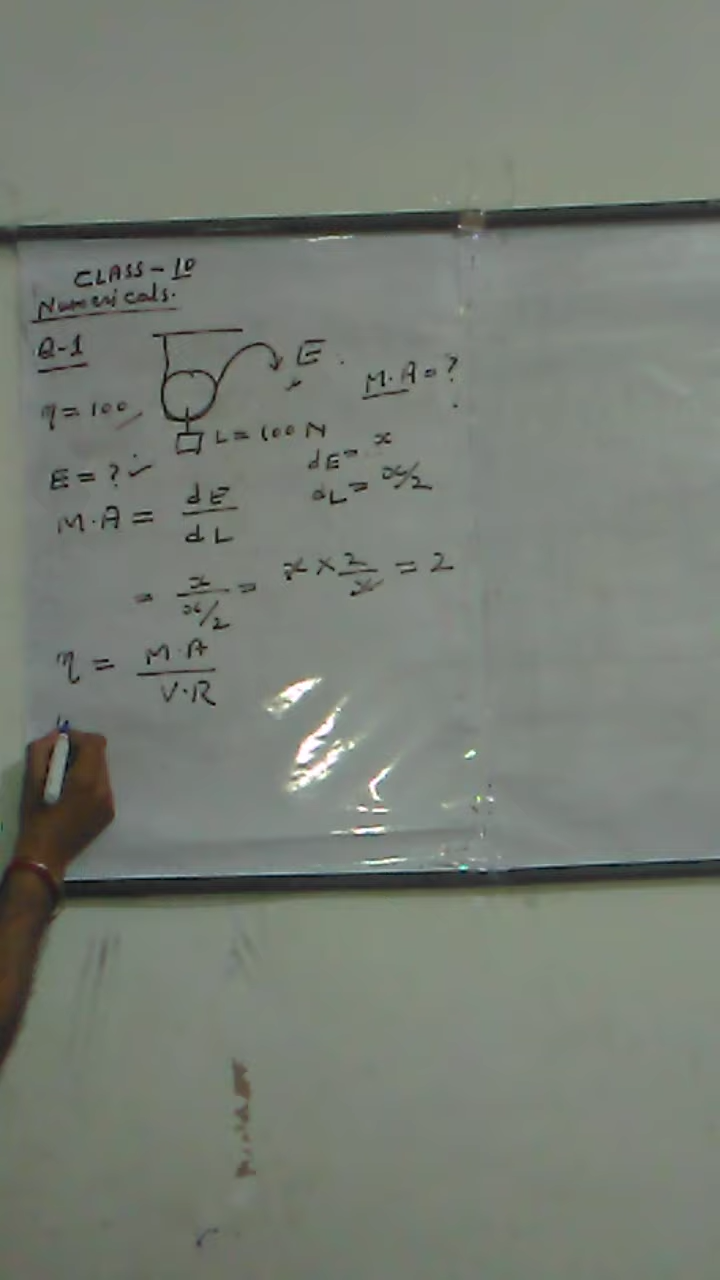 CLASS-10
Numericals.
Q-1
E
M.A = ?
η = 100
L = 100 N
E = ?
dE = x
dL = x/2
M.A = dE/dL
= x/x/2 = x × 2/x = 2
η = M.A/V.R